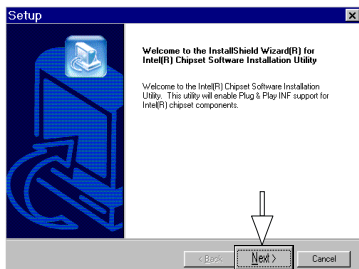 Setup
Welcome to the InstallShield Wizard(R) for
Intel(R) Chipset Software Installation Utility
Welcome to the Intel(R) Chipset Software Installation
Utility. This utility will enable Plug & Play INF support for
Intel(R) chipset components.
< Back
Next >
Cancel